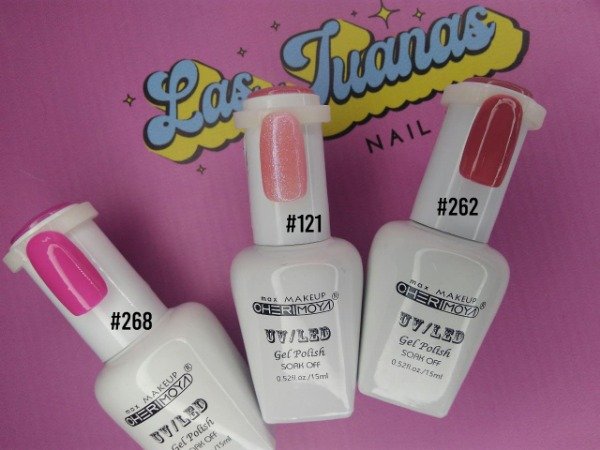 Las Juanas
NAIL
#268
#121
#262
max MAKEUP
CHERIMOYA®
UV/LED
Gel Polish
SOAK OFF
0.52fl.oz/15ml
max MAKEUP
CHERIMOYA®
UV/LED
Gel Polish
SOAK OFF
0.52fl.oz/15ml
max MAKEUP
CHERIMOYA®
UV/LED
Gel Polish
SOAK OFF
/15ml